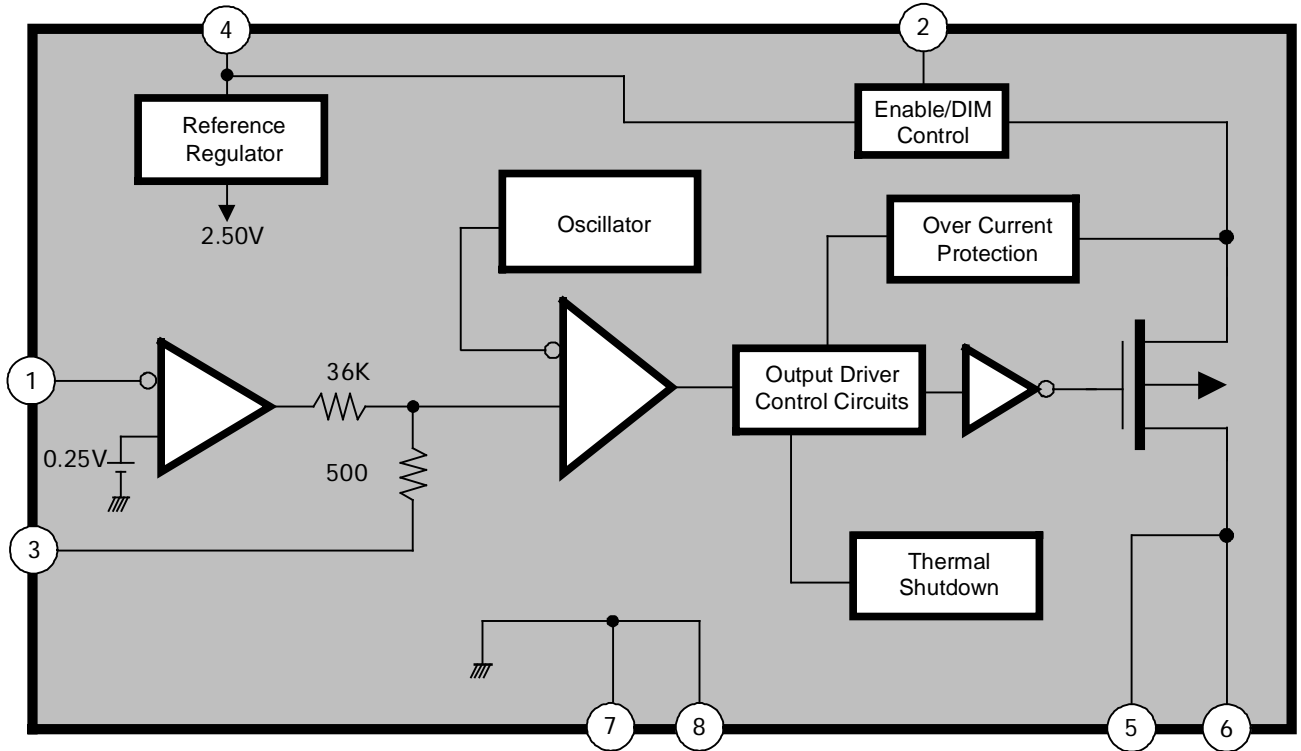 4
2
Reference
Regulator
2.50V
Enable/DIM
Control
Oscillator
Over Current
Protection
1
36K
0.25V
500
Output Driver
Control Circuits
3
Thermal
Shutdown
7
8
5
6